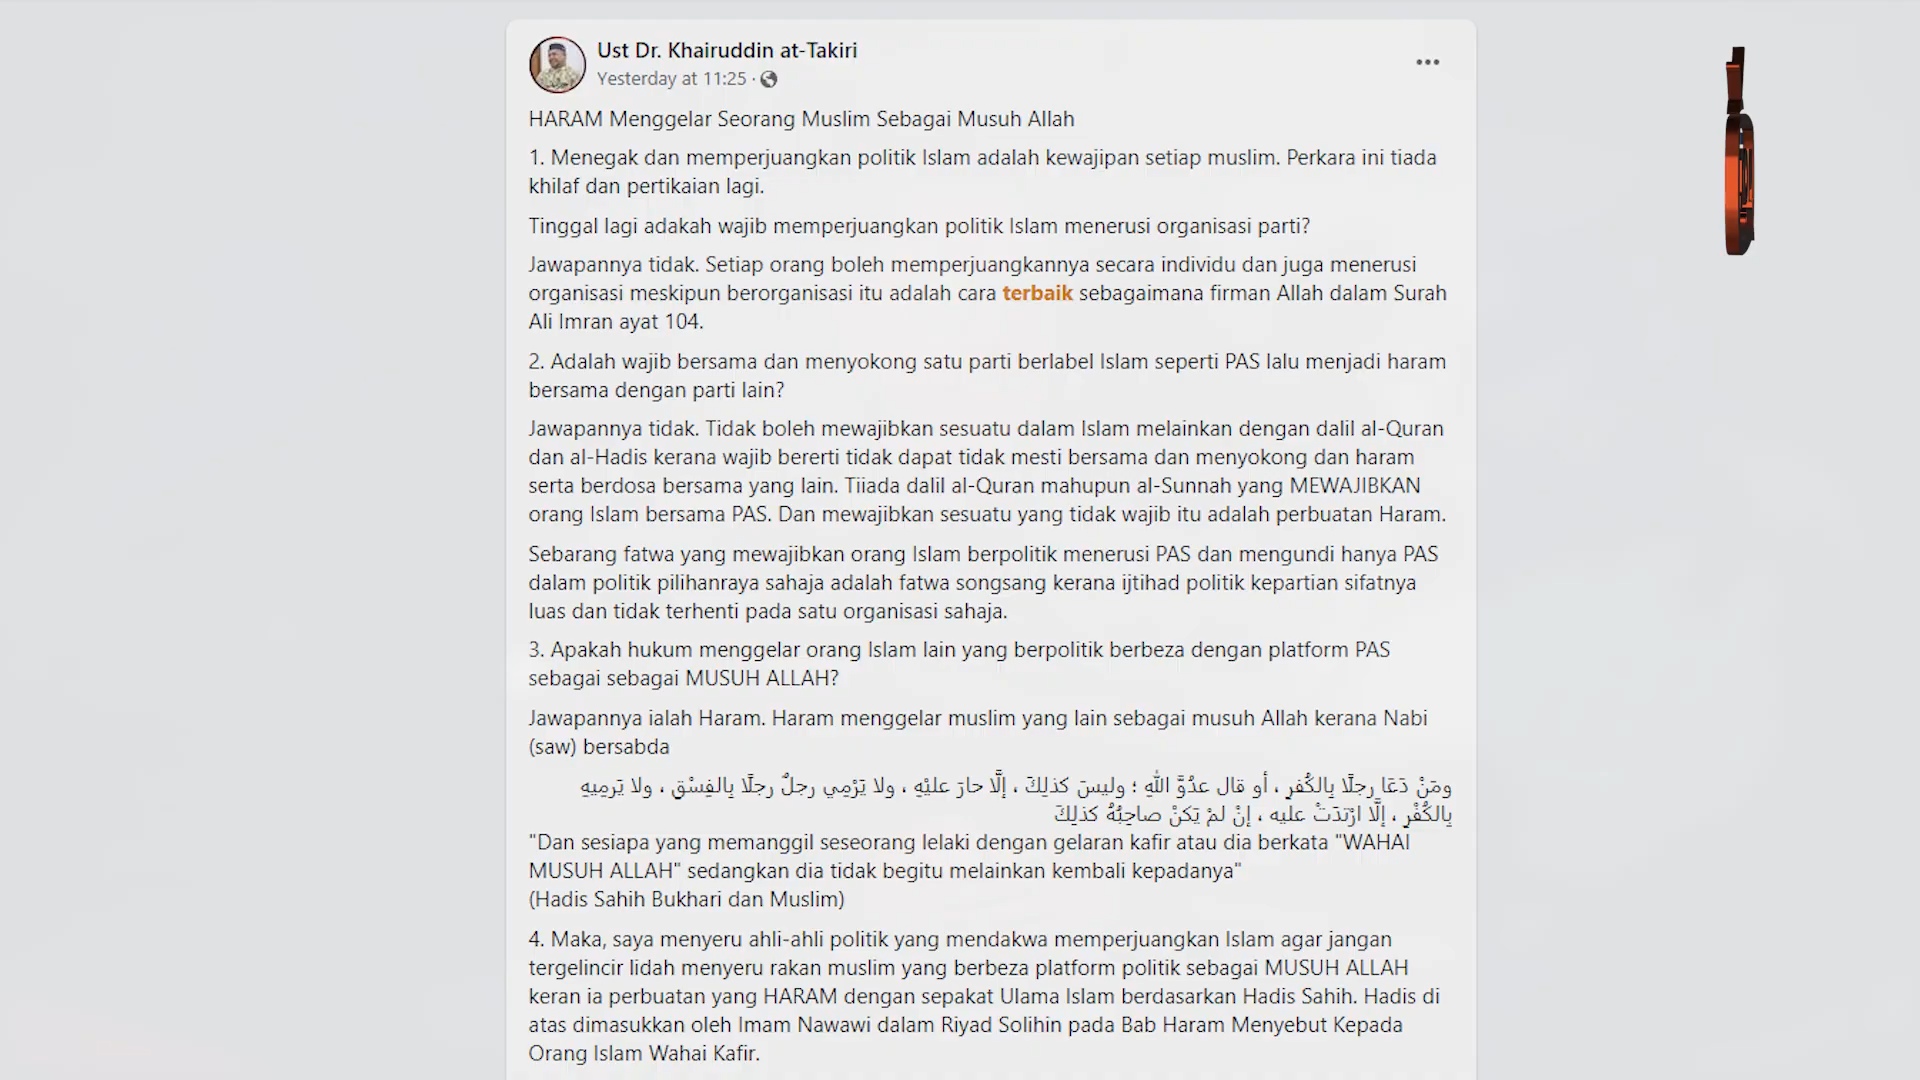 Ust Dr. Khairuddin at-Takiri
Yesterday at 11:25 ·
HARAM Menggelar Seorang Muslim Sebagai Musuh Allah
1. Menegak dan memperjuangkan politik Islam adalah kewajipan setiap muslim. Perkara ini tiada
khilaf dan pertikaian lagi.
Tinggal lagi adakah wajib memperjuangkan politik Islam menerusi organisasi parti?
Jawapannya tidak. Setiap orang boleh memperjuangkannya secara individu dan juga menerusi
organisasi meskipun berorganisasi itu adalah cara terbaik sebagaimana firman Allah dalam Surah
Ali Imran ayat 104.
2. Adalah wajib bersama dan menyokong satu parti berlabel Islam seperti PAS lalu menjadi haram
bersama dengan parti lain?
Jawapannya tidak. Tidak boleh mewajibkan sesuatu dalam Islam melainkan dengan dalil al-Quran
dan al-Hadis kerana wajib bererti tidak dapat tidak mesti bersama dan menyokong dan haram
serta berdosa bersama yang lain. Tiiada dalil al-Quran mahupun al-Sunnah yang MEWAJIBKAN
orang Islam bersama PAS. Dan mewajibkan sesuatu yang tidak wajib itu adalah perbuatan Haram.
Sebarang fatwa yang mewajibkan orang Islam berpolitik menerusi PAS dan mengundi hanya PAS
dalam politik pilihanraya sahaja adalah fatwa songsang kerana ijtihad politik kepartian sifatnya
luas dan tidak terhenti pada satu organisasi sahaja.
3. Apakah hukum menggelar orang Islam lain yang berpolitik berbeza dengan platform PAS
sebagai sebagai MUSUH ALLAH?
Jawapannya ialah Haram. Haram menggelar muslim yang lain sebagai musuh Allah kerana Nabi
(saw) bersabda
ومَنْ دَعَا رجلًا بِالكُفرِ ، أو قال عدُوَّ اللهِ ؛ وليسَ كذلِكَ ، إلَّا حارَ عليْهِ ، ولا يَرْمِي رجلٌ رجلًا بِالفِسْقِ ، ولا يَرمِيهِ
بِالكُفْرِ ، إلَّا ارْتدَتْ عليه ، إنْ لمْ يَكنْ صاحِبُهُ كذلِكَ
"Dan sesiapa yang memanggil seseorang lelaki dengan gelaran kafir atau dia berkata "WAHAI
MUSUH ALLAH" sedangkan dia tidak begitu melainkan kembali kepadanya"
(Hadis Sahih Bukhari dan Muslim)
4. Maka, saya menyeru ahli-ahli politik yang mendakwa memperjuangkan Islam agar jangan
tergelincir lidah menyeru rakan muslim yang berbeza platform politik sebagai MUSUH ALLAH
keran ia perbuatan yang HARAM dengan sepakat Ulama Islam berdasarkan Hadis Sahih. Hadis di
atas dimasukkan oleh Imam Nawawi dalam Riyad Solihin pada Bab Haram Menyebut Kepada
Orang Islam Wahai Kafir.